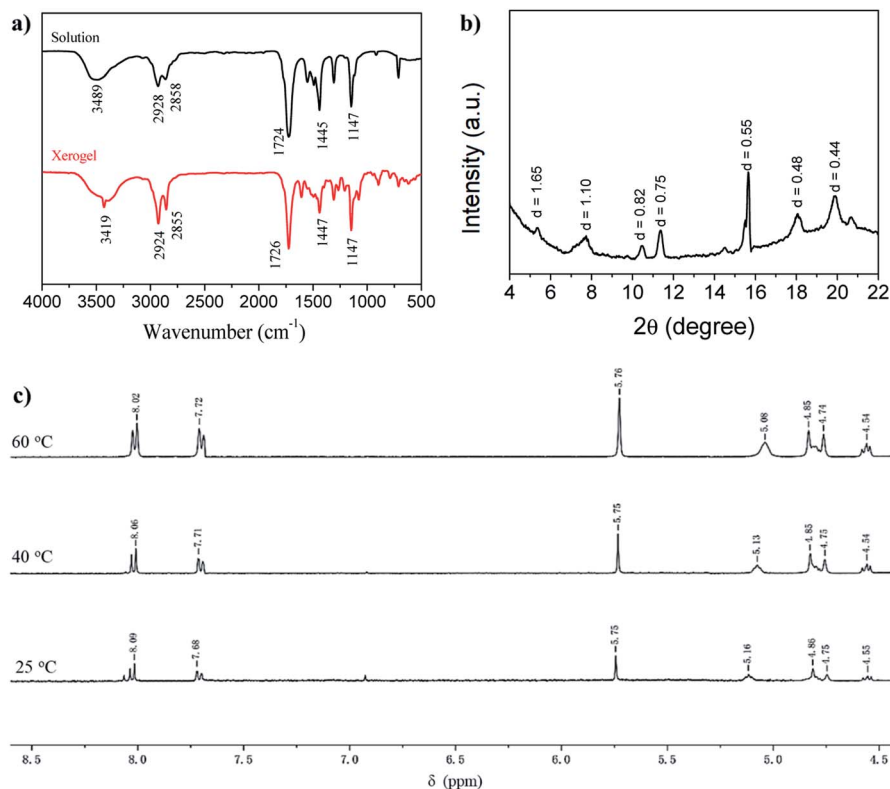 a)
Solution
3489
2928
2858
1724
1445
1147
Xerogel
3419
2924
2855
1726
1447
1147
4000 3500 3000 2500 2000 1500 1000 500
Wavenumber (cm⁻¹)
b)
Intensity (a.u.)
d = 1.65
d = 1.10
d = 0.82
d = 0.75
d = 0.55
d = 0.48
d = 0.44
4 6 8 10 12 14 16 18 20 22
2θ (degree)
c)
60 °C
8.02
7.72
5.76
5.08
4.85
4.74
4.54
40 °C
8.06
7.71
5.75
5.13
4.85
4.75
4.54
25 °C
8.09
7.68
5.75
5.16
4.86
4.75
4.55
8.5 8.0 7.5 7.0 6.5 6.0 5.5 5.0 4.5
δ (ppm)